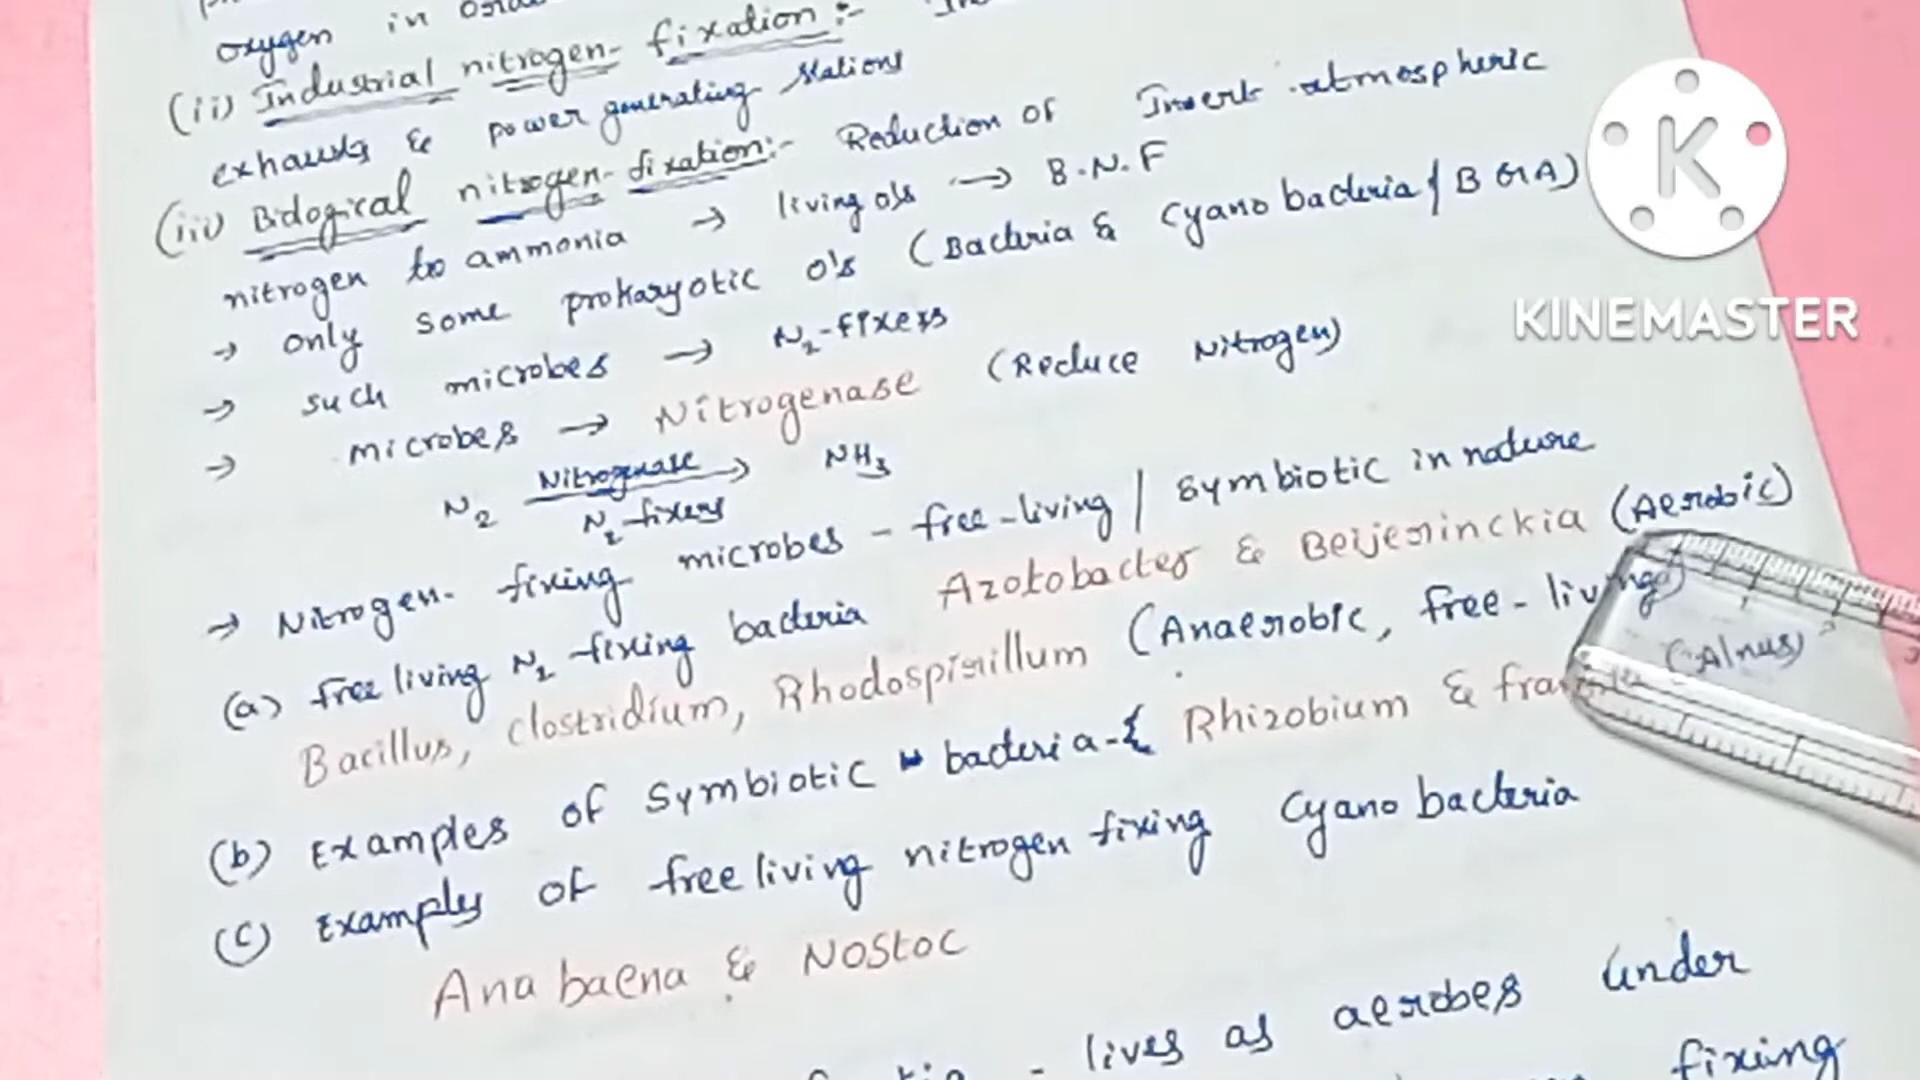 oxygen in
(ii) Industrial nitrogen-fixation:-
exhausts & power generating stations
(iii) Biological nitrogen-fixation:- Reduction of Inert atmospheric
nitrogen to ammonia → living o's → B.N.F
→ only some prokaryotic o's (Bacteria & Cyano bacteria / BGA)
→ such microbes → N2-fixers
→ microbes → Nitrogenase (Reduce Nitrogen)
N2 Nitrogenase → NH3
N2-fixers
→ Nitrogen-fixing microbes - free-living / symbiotic in nature
(a) free living N2-fixing bacteria Azotobacter & Beijerinckia (Aerobic)
Bacillus, clostridium, Rhodospirillum (Anaerobic, free-living)
(Alnus)
(b) Examples of symbiotic bacteria-{ Rhizobium &
(c) Examples of free living nitrogen fixing Cyano bacteria
Anabaena & Nostoc
- lives as aerobes under
fixing
KINEMASTER